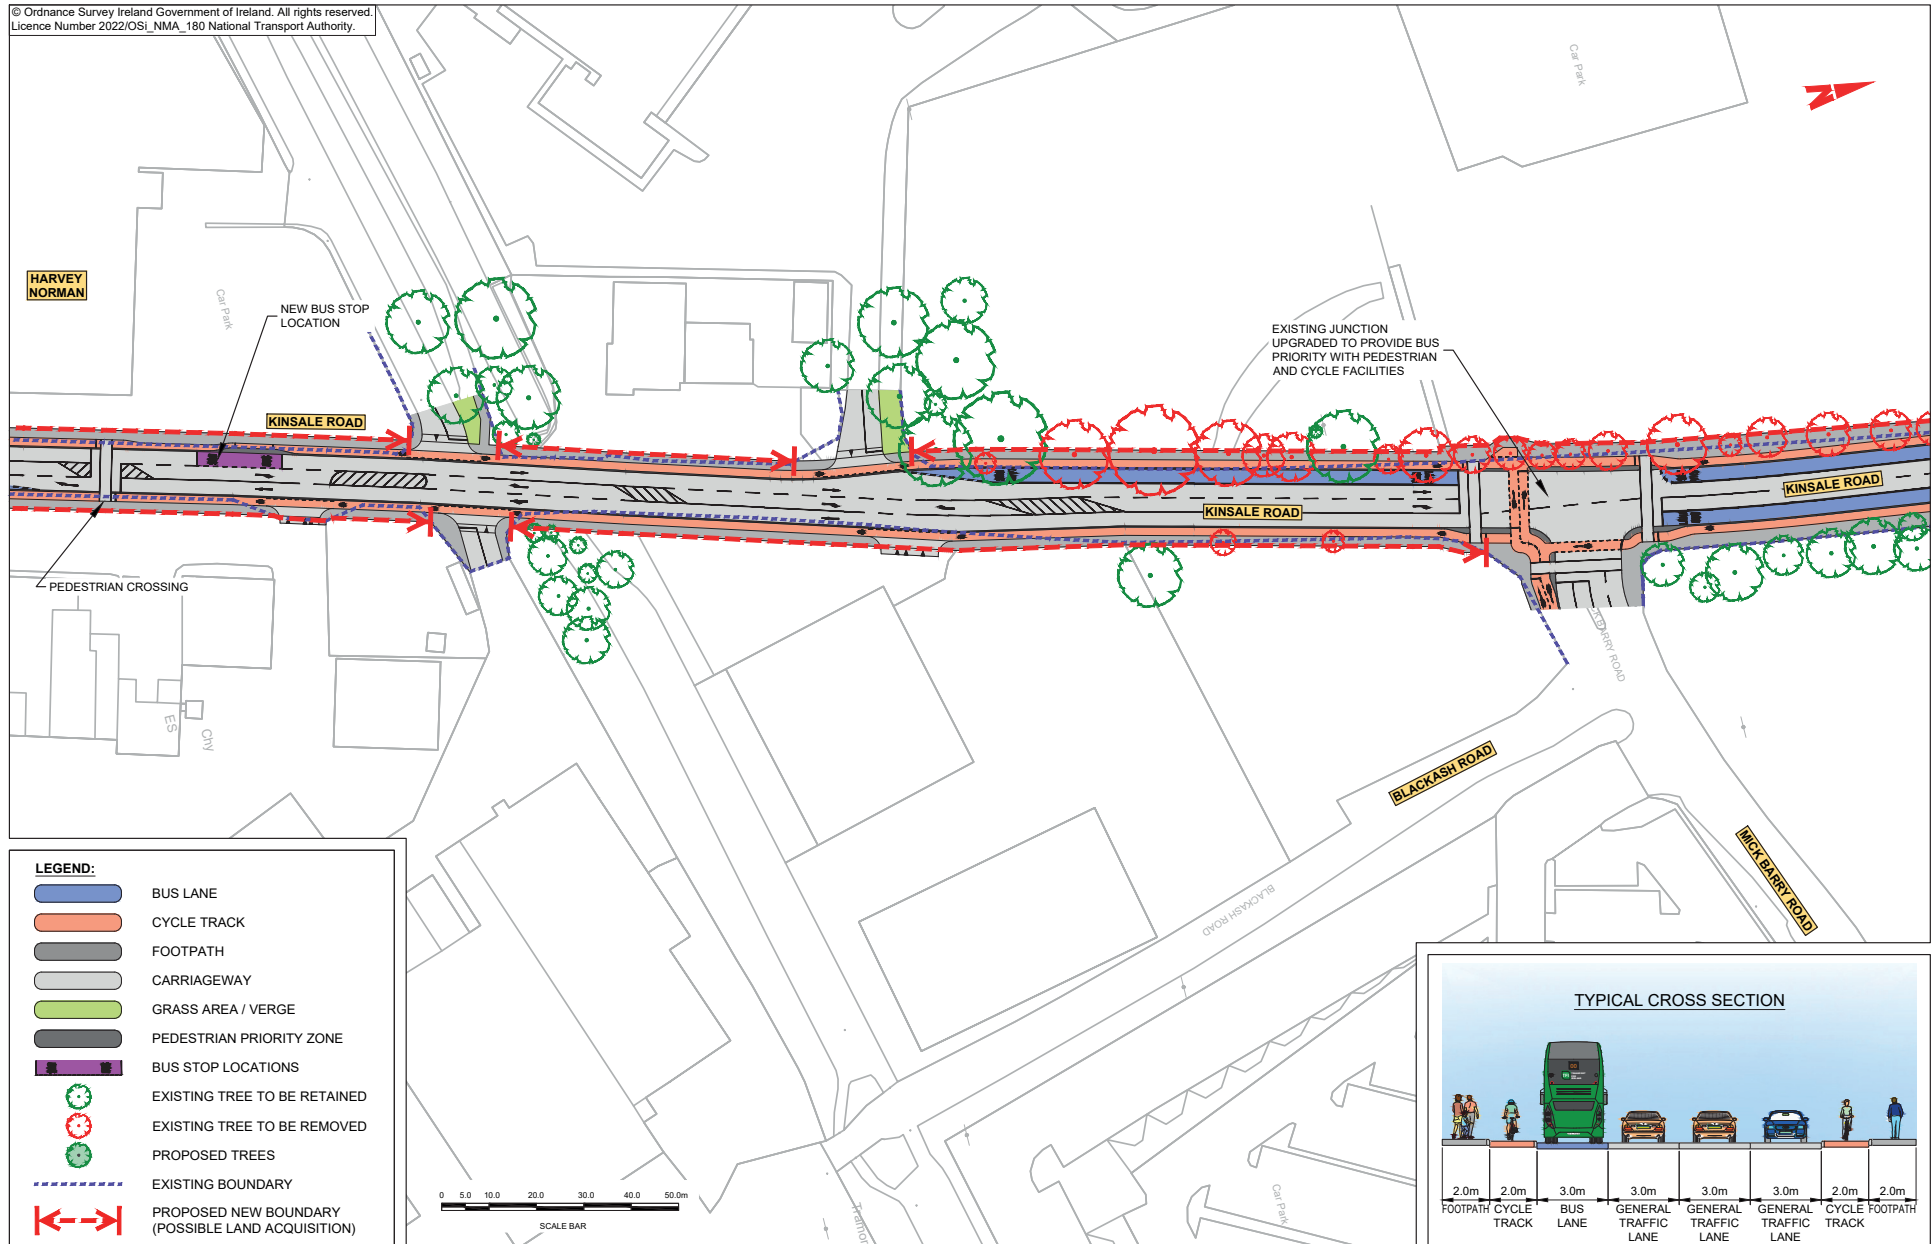 © Ordnance Survey Ireland Government of Ireland. All rights reserved.
Licence Number 2022/OSi_NMA_180 National Transport Authority.
Car Park
N
HARVEY
NORMAN
Car Park
NEW BUS STOP
LOCATION
EXISTING JUNCTION
UPGRADED TO PROVIDE BUS
PRIORITY WITH PEDESTRIAN
AND CYCLE FACILITIES
KINSALE ROAD
KINSALE ROAD
KINSALE ROAD
PEDESTRIAN CROSSING
ES
Chy
BLACKASH ROAD
MICK BARRY ROAD
BLACKASH ROAD
Car Park
LEGEND:
BUS LANE
CYCLE TRACK
FOOTPATH
CARRIAGEWAY
GRASS AREA / VERGE
PEDESTRIAN PRIORITY ZONE
BUS STOP LOCATIONS
EXISTING TREE TO BE RETAINED
EXISTING TREE TO BE REMOVED
PROPOSED TREES
EXISTING BOUNDARY
PROPOSED NEW BOUNDARY
(POSSIBLE LAND ACQUISITION)
0 5.0 10.0 20.0 30.0 40.0 50.0m
SCALE BAR
TYPICAL CROSS SECTION
2.0m 2.0m 3.0m 3.0m 3.0m 3.0m 2.0m 2.0m
FOOTPATH CYCLE TRACK BUS LANE GENERAL TRAFFIC LANE GENERAL TRAFFIC LANE GENERAL TRAFFIC LANE CYCLE TRACK FOOTPATH